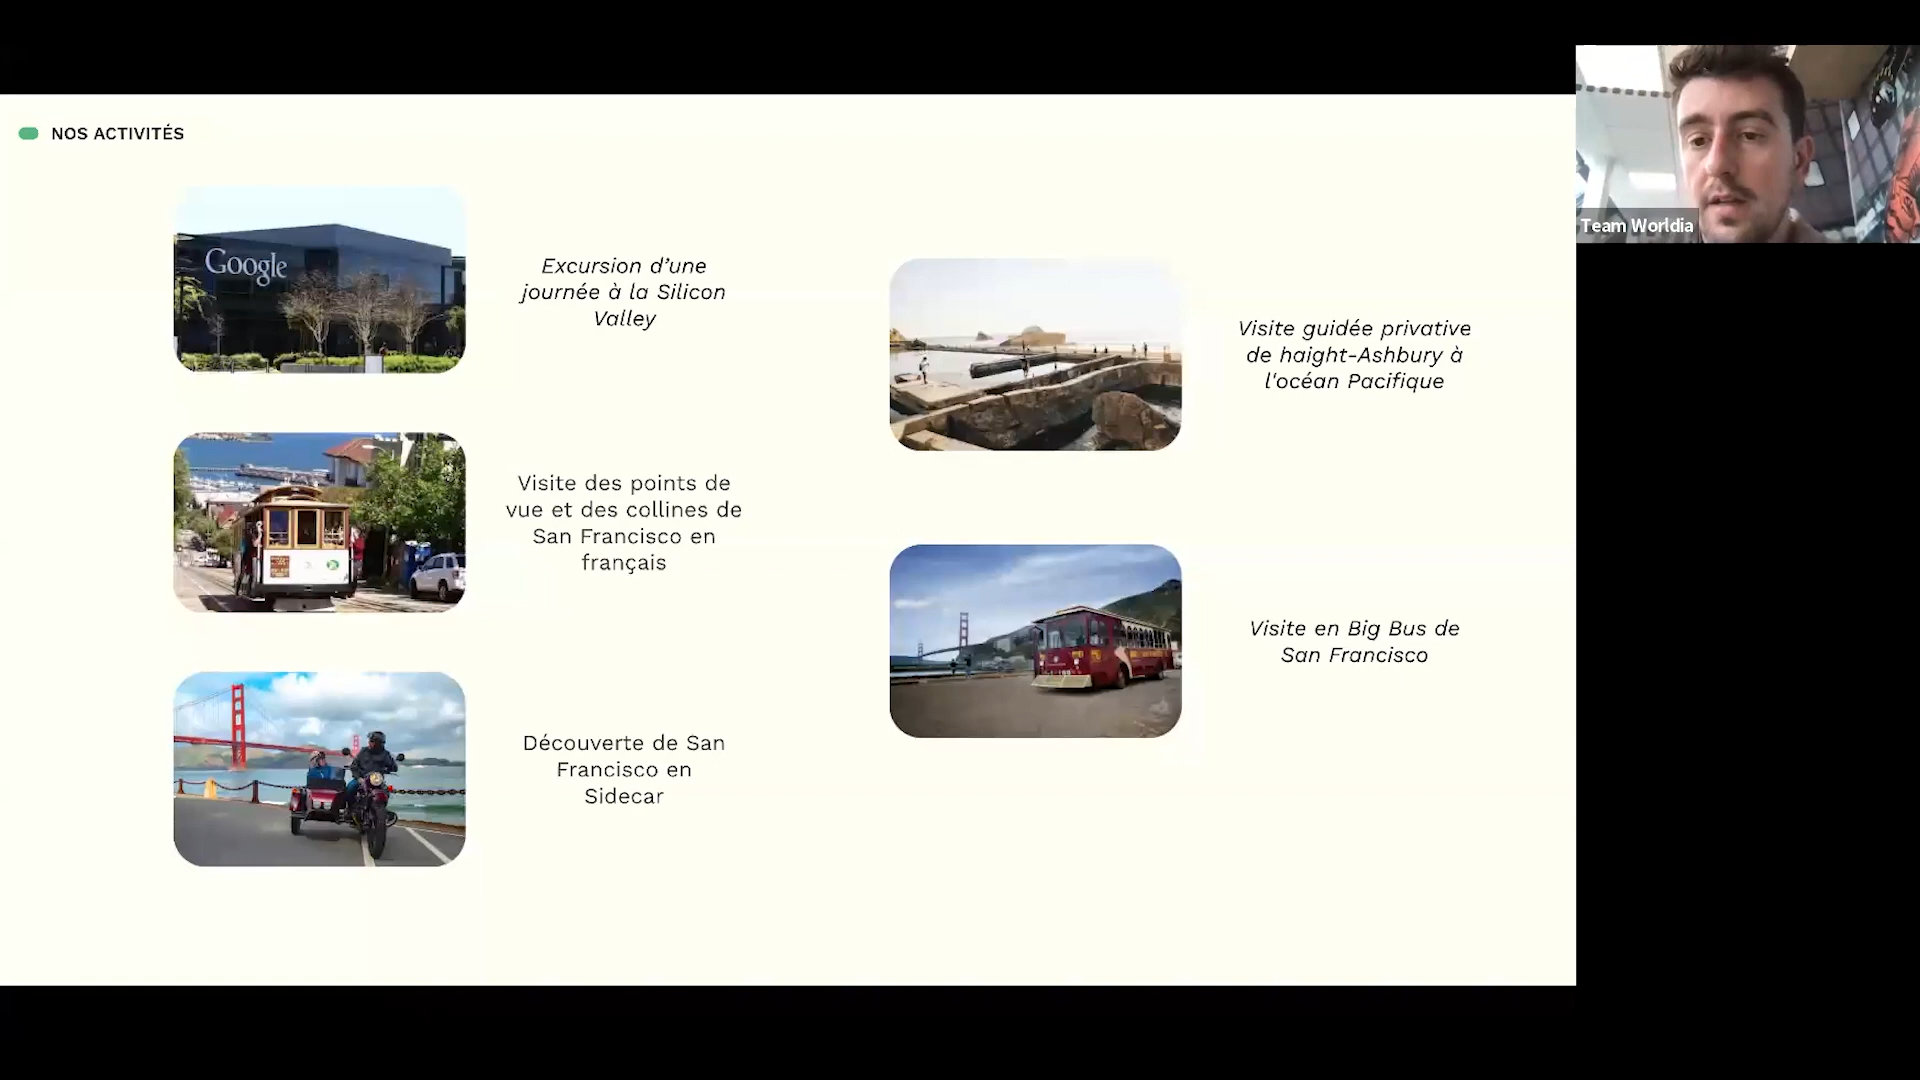 NOS ACTIVITÉS
Google
Excursion d’une
journée à la Silicon
Valley
Visite des points de
vue et des collines de
San Francisco en
français
Découverte de San
Francisco en
Sidecar
Visite guidée privative
de haight-Ashbury à
l'océan Pacifique
Visite en Big Bus de
San Francisco
Team Worldia